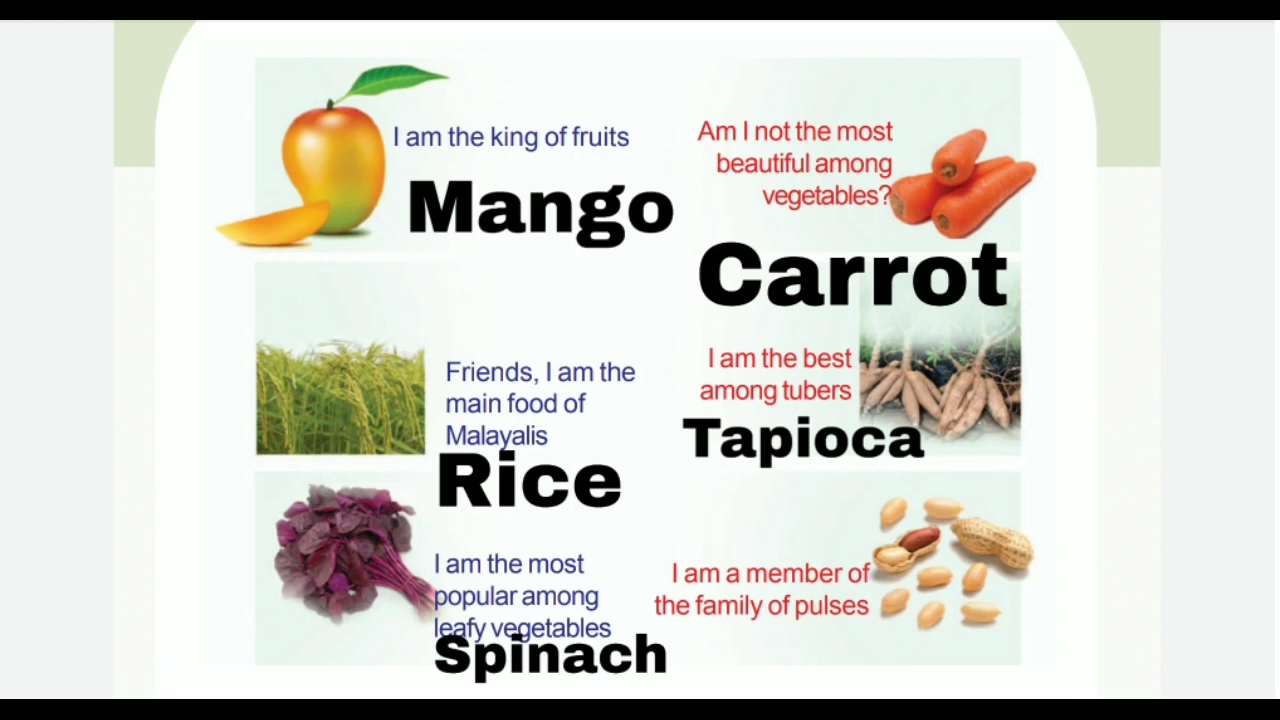 I am the king of fruits
Mango
Am I not the most
beautiful among
vegetables?
Carrot
Friends, I am the
main food of
Malayalis
Rice
I am the best
among tubers
Tapioca
I am the most
popular among
leafy vegetables
Spinach
I am a member of
the family of pulses